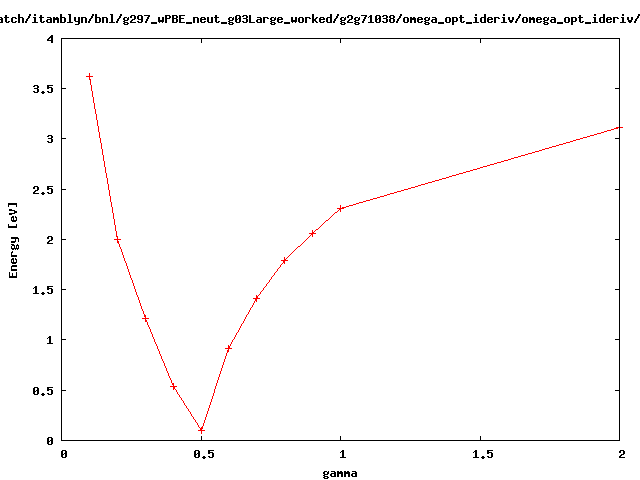 atch/itamblyn/bnl/g297_wPBE_neut_g03Large_worked/g2g71038/omega_opt_ideriv/omega_opt_ideriv/
4
3.5
3
2.5
2
1.5
1
0.5
0
Energy [eV]
0 0.5 1 1.5 2
gamma